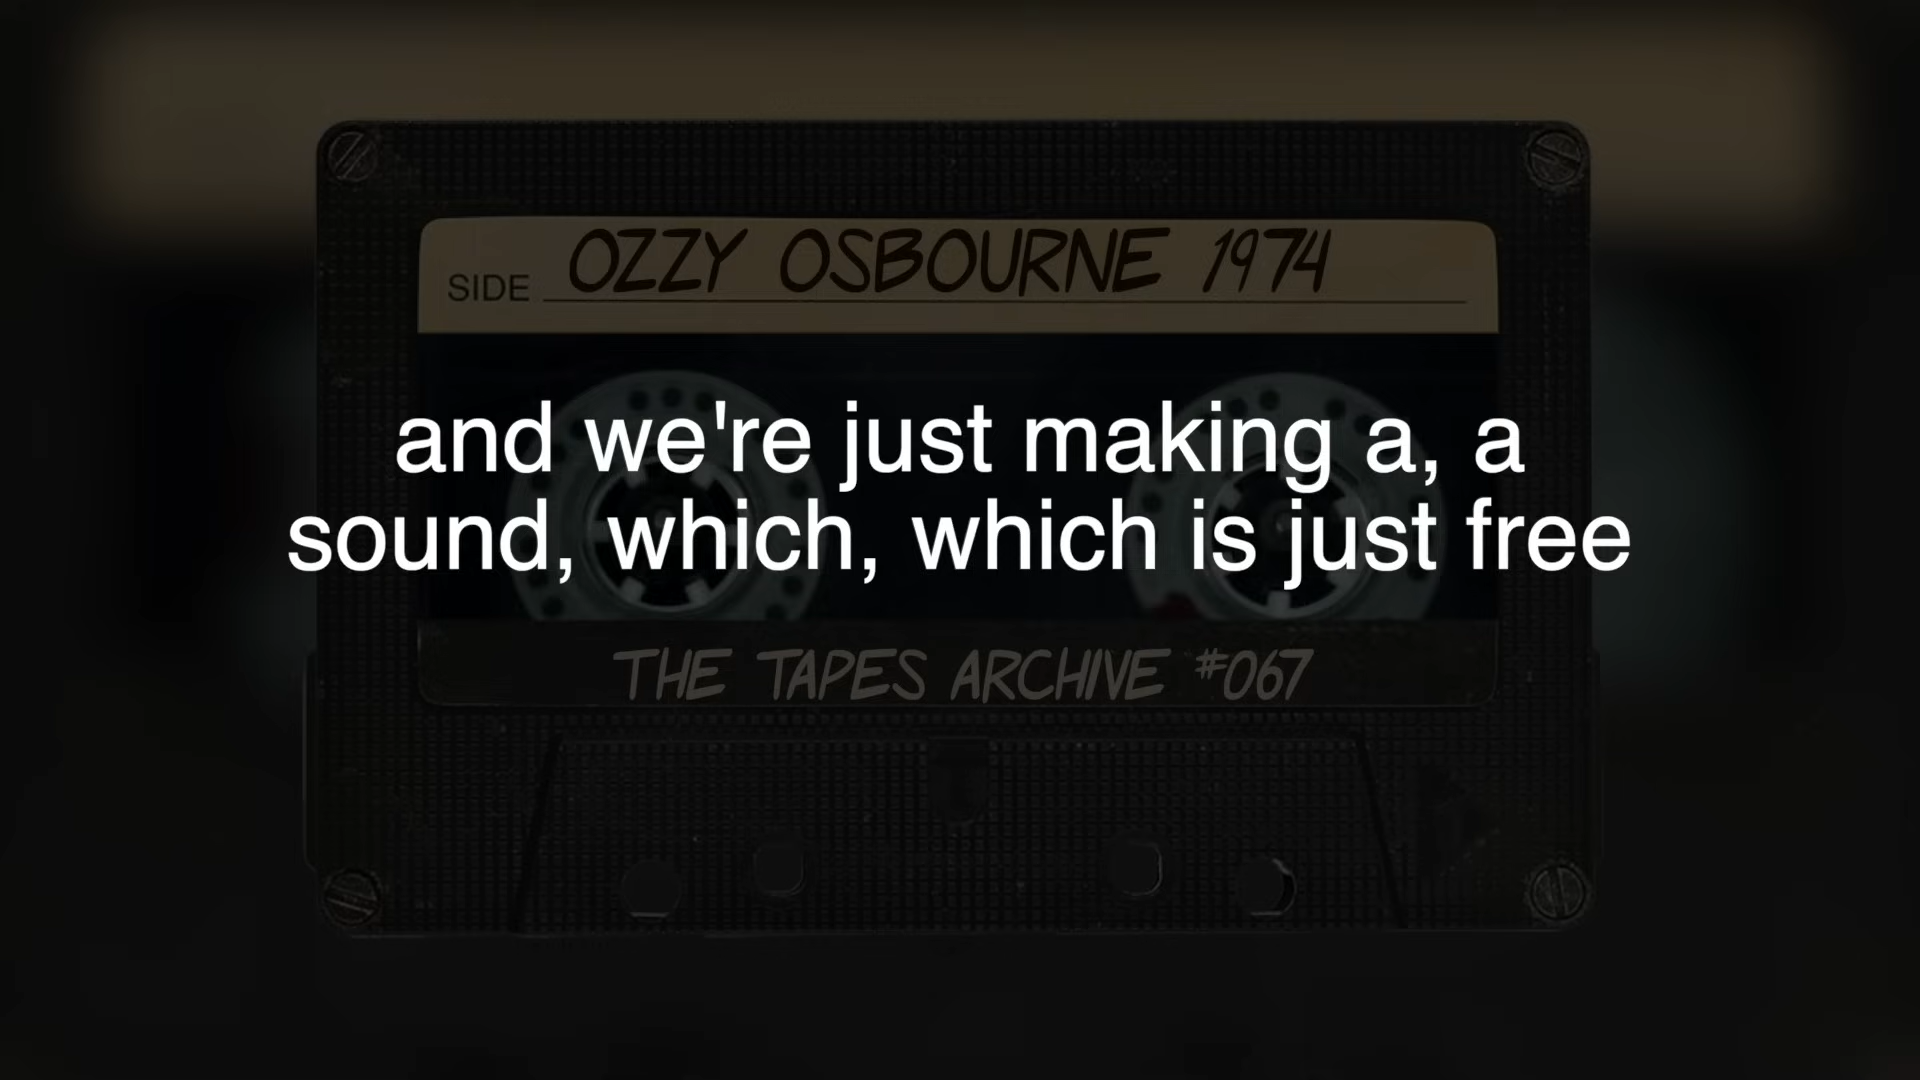 SIDE OZZY OSBOURNE 1974
and we're just making a, a
sound, which, which is just free
THE TAPES ARCHIVE #067